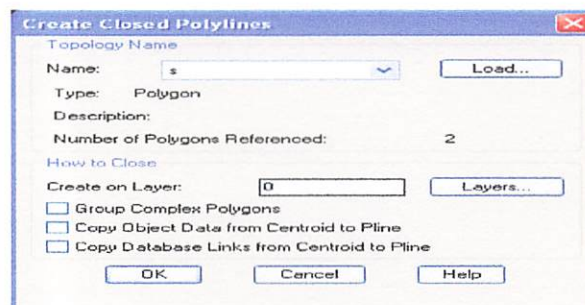 Create Closed Polylines
Topology Name
Name: s Load...
Type: Polygon
Description:
Number of Polygons Referenced: 2
How to Close
Create on Layer: 0 Layers...
Group Complex Polygons
Copy Object Data from Centroid to Pline
Copy Database Links from Centroid to Pline
OK Cancel Help